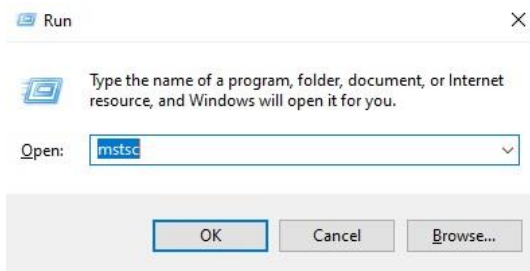 Run
Type the name of a program, folder, document, or Internet
resource, and Windows will open it for you.
Open: mstsc
OK Cancel Browse...